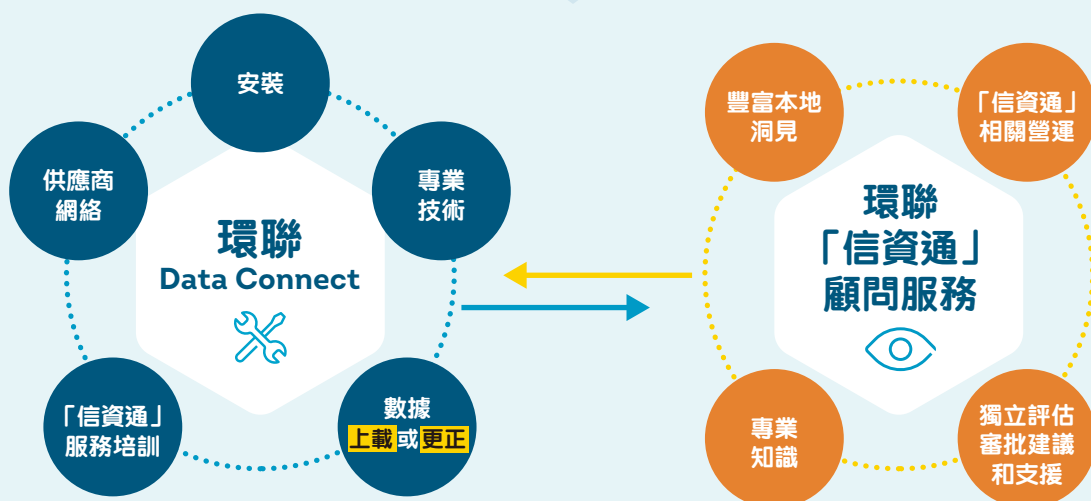 安裝
供應商
網絡
專業
技術
環聯
Data Connect
「信資通」
服務培訓
數據
上載或更正
豐富本地
洞見
「信資通」
相關營運
環聯
「信資通」
顧問服務
專業
知識
獨立評估
審批建議
和支援